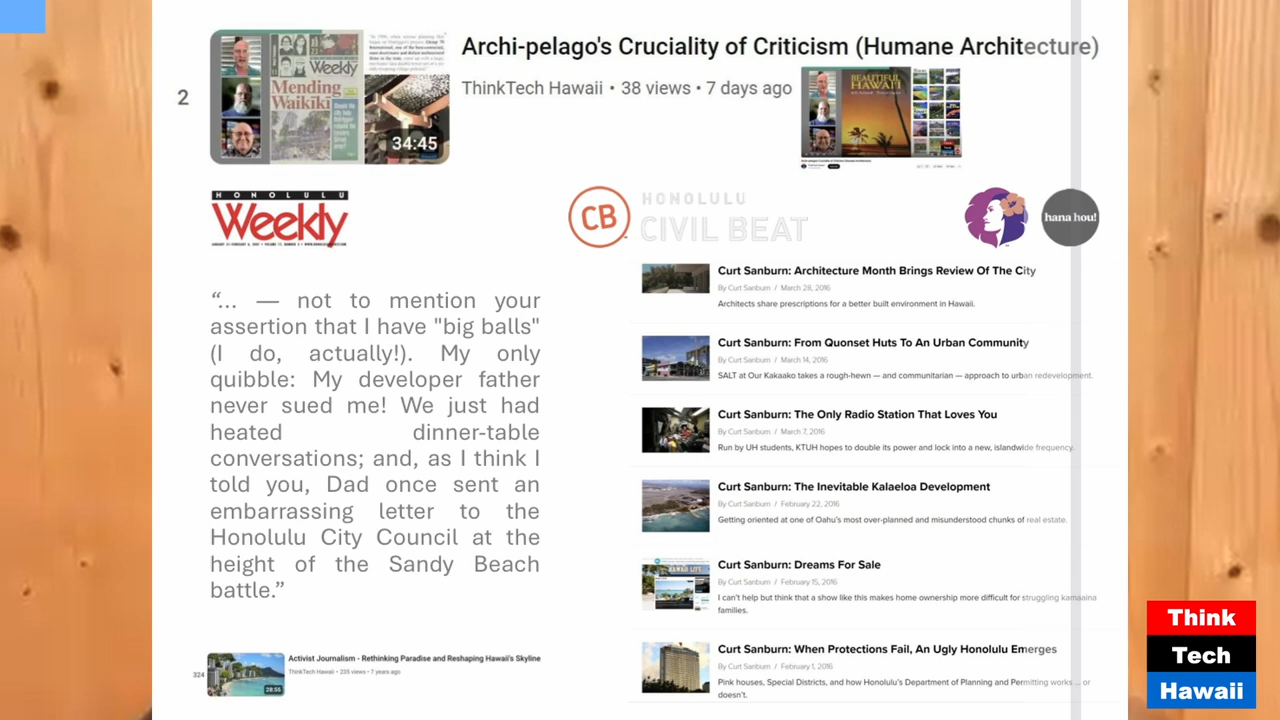 Archi-pelago's Cruciality of Criticism (Humane Architecture)
ThinkTech Hawaii • 38 views • 7 days ago
2
Weekly
Mending
Waikiki
34:45
BEAUTIFUL
HAWAII
HONOLULU
Weekly
CB
HONOLULU
CIVIL BEAT
hana hou!
“... — not to mention your
assertion that I have "big balls"
(I do, actually!). My only
quibble: My developer father
never sued me! We just had
heated dinner-table
conversations; and, as I think I
told you, Dad once sent an
embarrassing letter to the
Honolulu City Council at the
height of the Sandy Beach
battle.”
Curt Sanburn: Architecture Month Brings Review Of The City
By Curt Sanburn / March 28, 2016
Architects share prescriptions for a better built environment in Hawaii.
Curt Sanburn: From Quonset Huts To An Urban Community
By Curt Sanburn / March 14, 2016
SALT at Our Kakaako takes a rough-hewn — and communitarian — approach to urban redevelopment.
Curt Sanburn: The Only Radio Station That Loves You
By Curt Sanburn / March 7, 2016
Run by UH students, KTUH hopes to double its power and lock into a new, islandwide frequency.
Curt Sanburn: The Inevitable Kalaeloa Development
By Curt Sanburn / February 22, 2016
Getting oriented at one of Oahu's most over-planned and misunderstood chunks of real estate.
Curt Sanburn: Dreams For Sale
By Curt Sanburn / February 15, 2016
I can't help but think that a show like this makes home ownership more difficult for struggling kamaaina
families.
HAWAII LIFE
Curt Sanburn: When Protections Fail, An Ugly Honolulu Emerges
By Curt Sanburn / February 1, 2016
Pink houses, Special Districts, and how Honolulu's Department of Planning and Permitting works ... or
doesn't.
324
28:55
Activist Journalism - Rethinking Paradise and Reshaping Hawaii's Skyline
ThinkTech Hawaii • 235 views • 7 years ago
Think
Tech
Hawaii